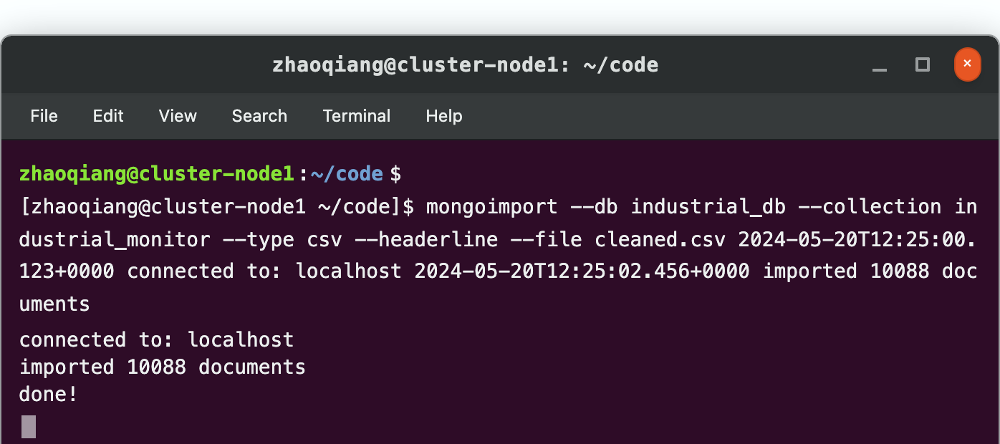 zhaoqiang@cluster-node1: ~/code
File Edit View Search Terminal Help
zhaoqiang@cluster-node1:~/code $
[zhaoqiang@cluster-node1 ~/code]$ mongoimport --db industrial_db --collection in
dustrial_monitor --type csv --headerline --file cleaned.csv 2024-05-20T12:25:00.
123+0000 connected to: localhost 2024-05-20T12:25:02.456+0000 imported 10088 doc
uments
connected to: localhost
imported 10088 documents
done!